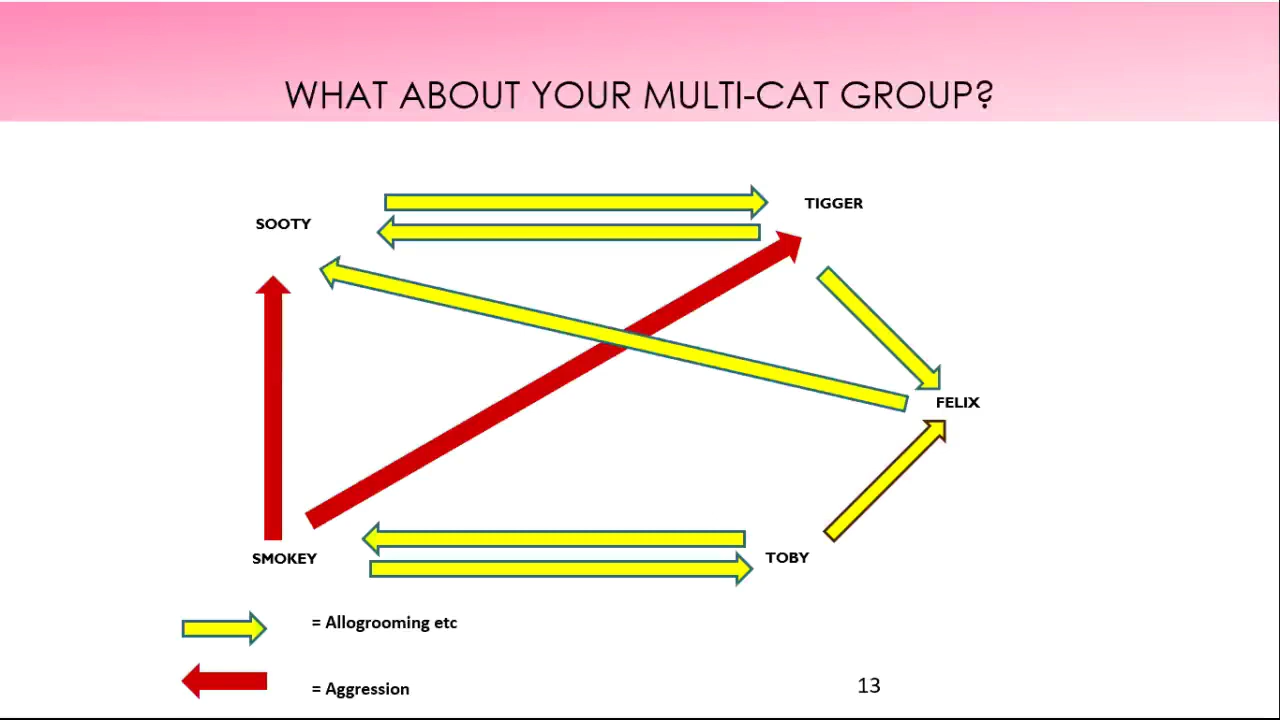 WHAT ABOUT YOUR MULTI-CAT GROUP?
TIGGER
SOOTY
FELIX
SMOKEY
TOBY
= Allogrooming etc
= Aggression
13